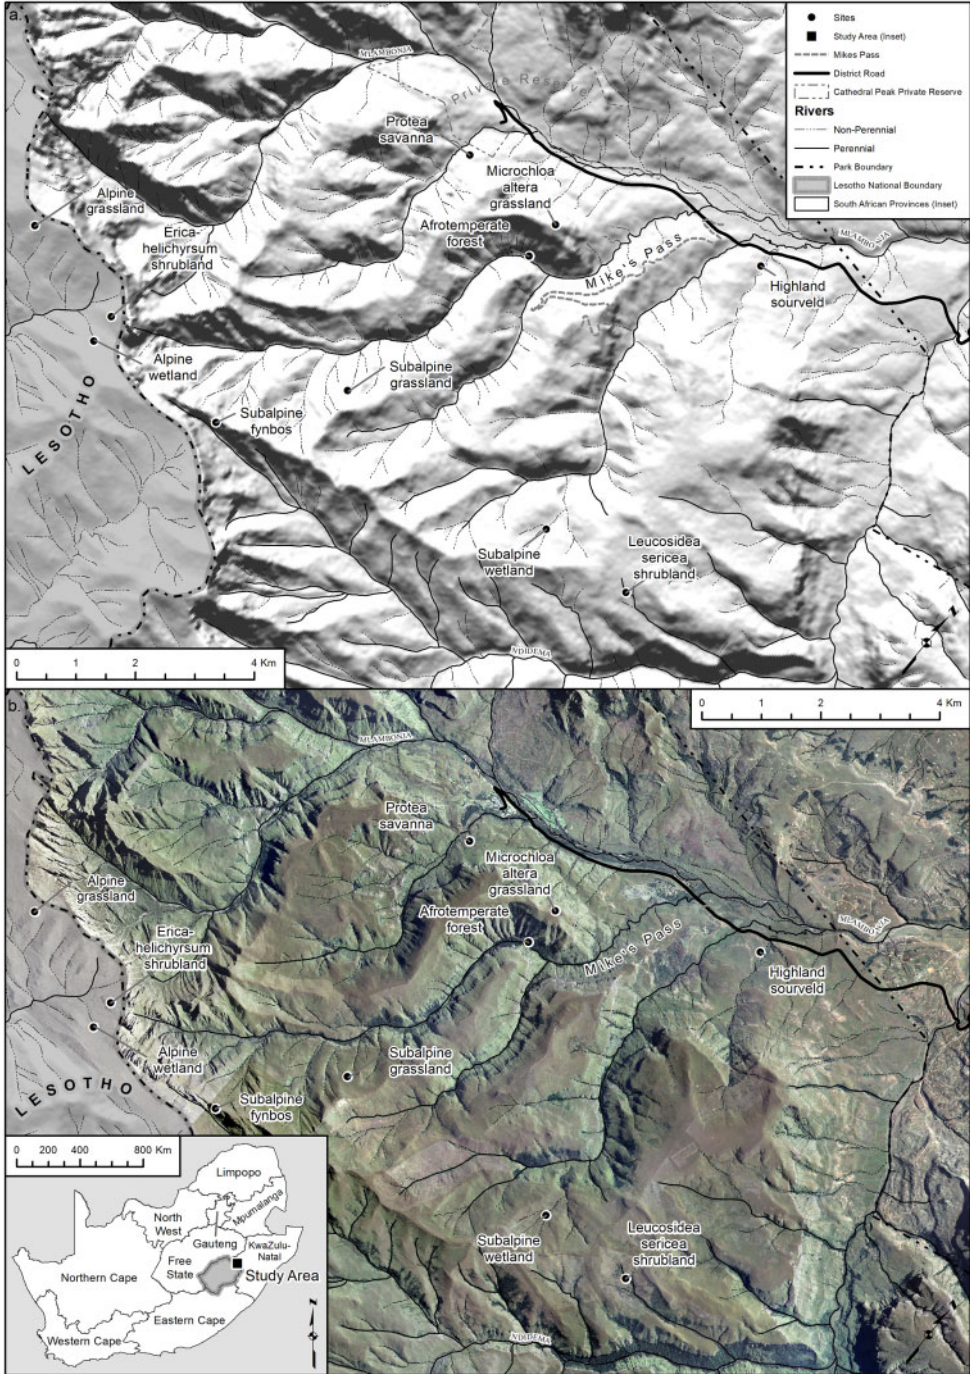 a.
MLAMBONJA
Private Reserve
Sites
Study Area (Inset)
Mikes Pass
District Road
Cathedral Peak Private Reserve
Rivers
Non-Perennial
Perennial
Park Boundary
Lesotho National Boundary
South African Provinces (Inset)
Protea
savanna
Microchloa
altera
grassland
Alpine
grassland
Erica-
helichyrsum
shrubland
Afrotemperate
forest
Mike's Pass
MLAMBONJA
Highland
sourveld
Alpine
wetland
Subalpine
grassland
Subalpine
fynbos
LESOTHO
Subalpine
wetland
Leucosidea
sericea
shrubland
N
NDIDEMA
0 1 2 4 Km
b.
0 1 2 4 Km
MLAMBONJA
Protea
savanna
Microchloa
altera
grassland
Alpine
grassland
Afrotemperate
forest
Erica-
helichyrsum
shrubland
Mike's Pass
MLAMBONJA
Highland
sourveld
Alpine
wetland
Subalpine
grassland
LESOTHO
Subalpine
fynbos
0 200 400 800 Km
Limpopo
Mpumalanga
North
West
Gauteng
KwaZulu-
Natal
Free
State
Study Area
Northern Cape
Eastern Cape
Western Cape
N
Subalpine
wetland
Leucosidea
sericea
shrubland
NDIDEMA
N